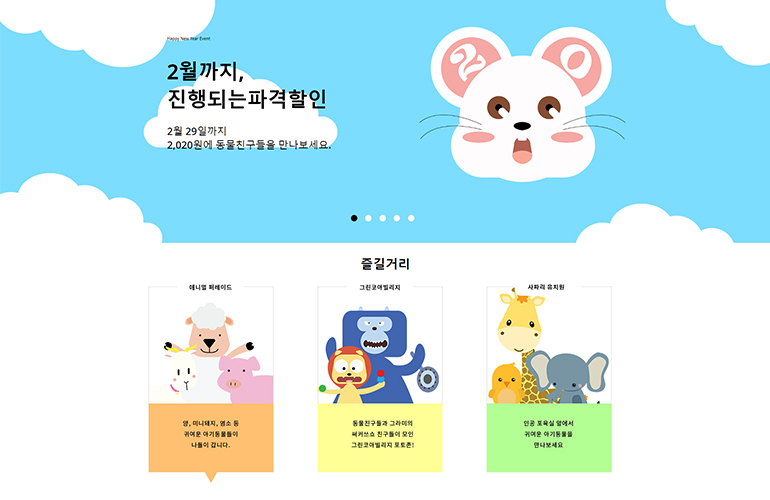 Happy New Year Event
2월까지,
진행되는파격할인
2월 29일까지
2,020원에 동물친구들을 만나보세요.
20
즐길거리
애니멀 퍼레이드
그린코아빌리지
사파리 유치원
양, 미니돼지, 염소 등
귀여운 아기동물들이
나들이 갑니다.
동물친구들과 그라미의
써커쓰쇼 친구들이 모인
그린코아빌리지 포토존!
인공 포육실 앞에서
귀여운 아기동물을
만나보세요